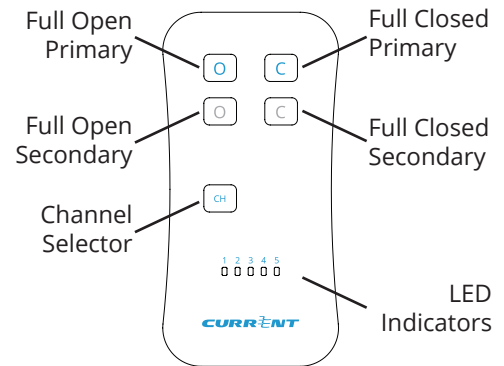 Full Open
Primary
Full Closed
Primary
O
C
O
C
Full Open
Secondary
Full Closed
Secondary
CH
Channel
Selector
1 2 3 4 5
LED
Indicators
CURRENT